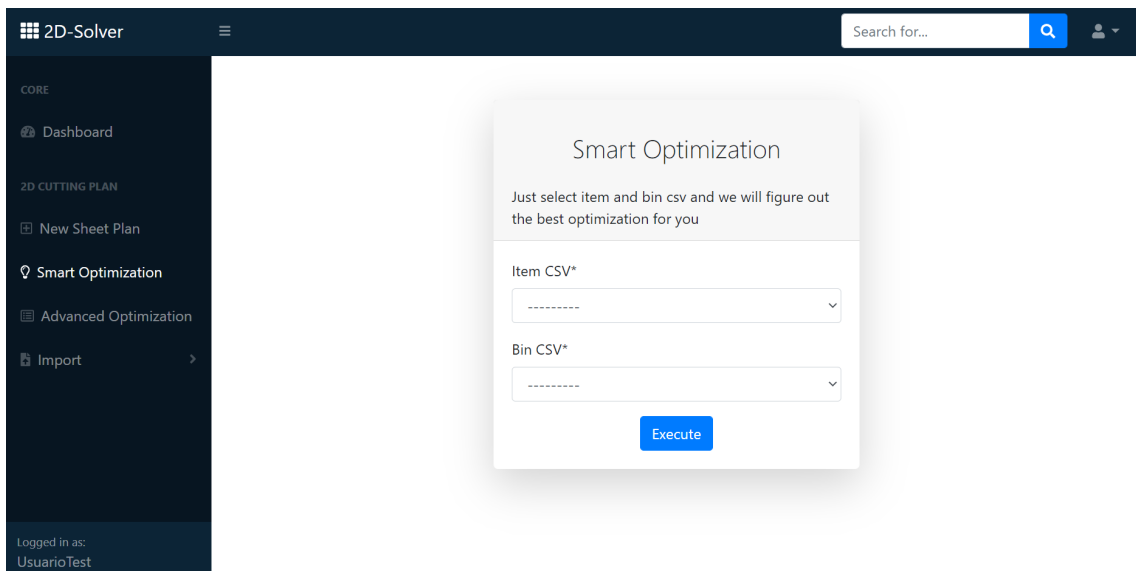 2D-Solver
Search for...
CORE
Dashboard
2D CUTTING PLAN
New Sheet Plan
Smart Optimization
Advanced Optimization
Import
Logged in as:
UsuarioTest
Smart Optimization
Just select item and bin csv and we will figure out
the best optimization for you
Item CSV*
---------
Bin CSV*
---------
Execute